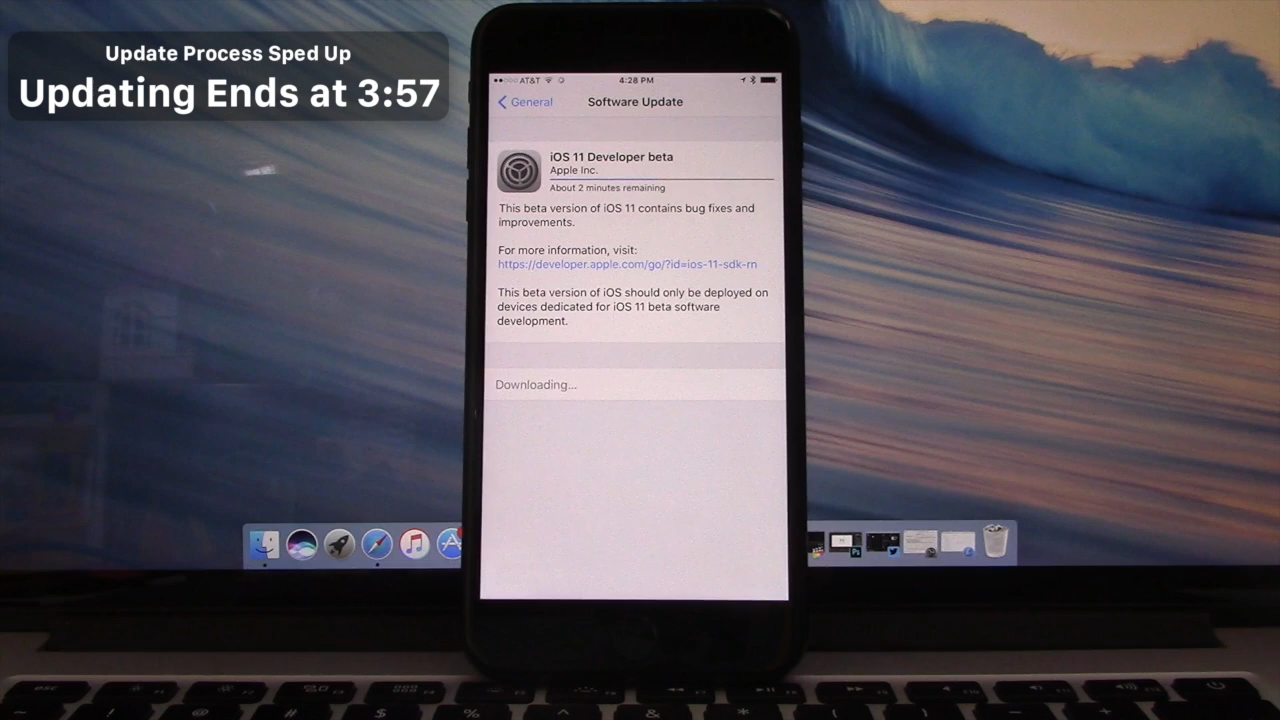 Update Process Sped Up
Updating Ends at 3:57
AT&T
4:28 PM
General
Software Update
iOS 11 Developer beta
Apple Inc.
About 2 minutes remaining
This beta version of iOS 11 contains bug fixes and
improvements.
For more information, visit:
https://developer.apple.com/go/?id=ios-11-sdk-rn
This beta version of iOS should only be deployed on
devices dedicated for iOS 11 beta software
development.
Downloading...
esc